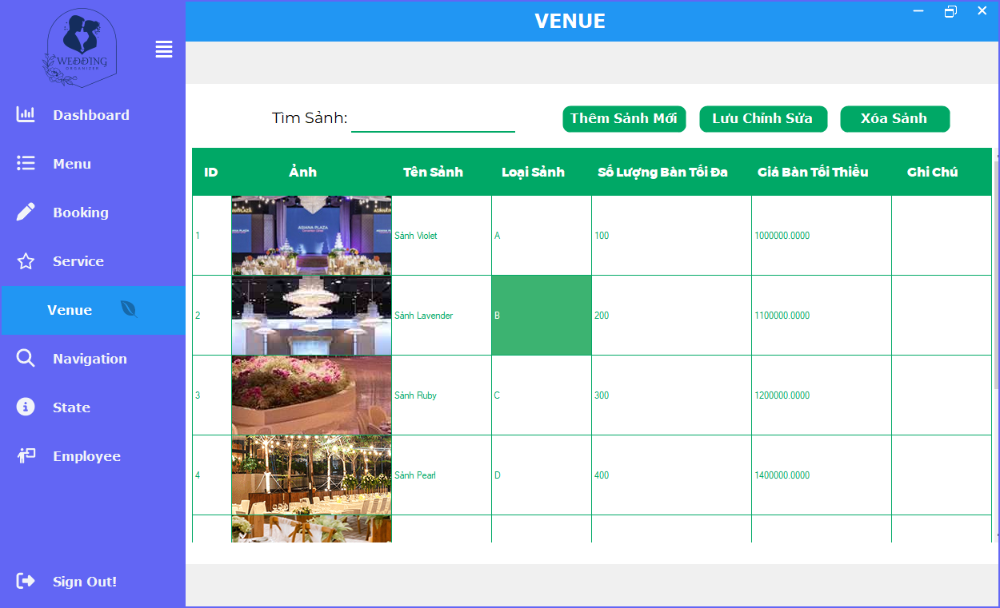 VENUE
WEDDING
ORGANIZER
Dashboard
Menu
Booking
Service
Venue
Navigation
State
Employee
Sign Out!
Tìm Sảnh:
Thêm Sảnh Mới
Lưu Chỉnh Sửa
Xóa Sảnh
ID Ảnh Tên Sảnh Loại Sảnh Số Lượng Bàn Tối Đa Giá Bàn Tối Thiểu Ghi Chú
ASIANA PLAZA
1 Sảnh Violet A 100 1000000.0000
2 Sảnh Lavender B 200 1100000.0000
3 Sảnh Ruby C 300 1200000.0000
4 Sảnh Pearl D 400 1400000.0000